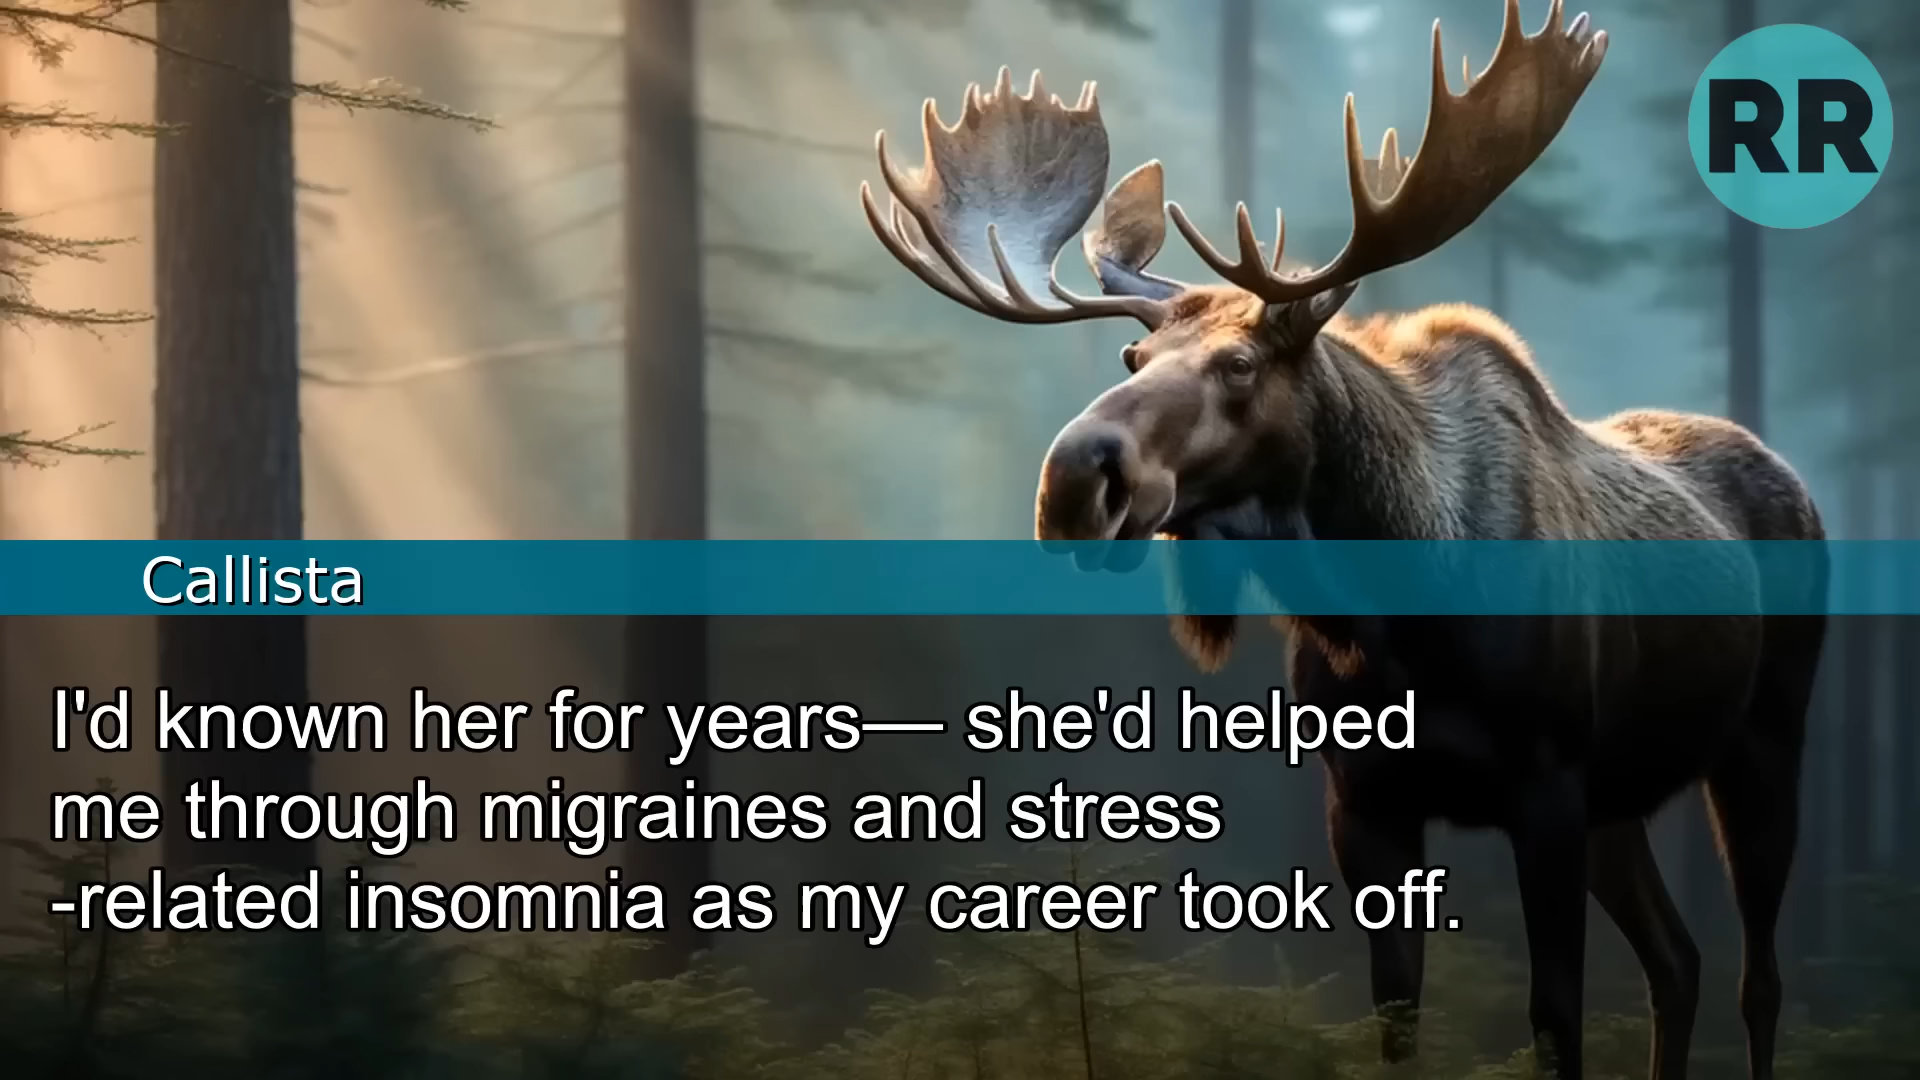 RR
Callista
I'd known her for years— she'd helped
me through migraines and stress
-related insomnia as my career took off.